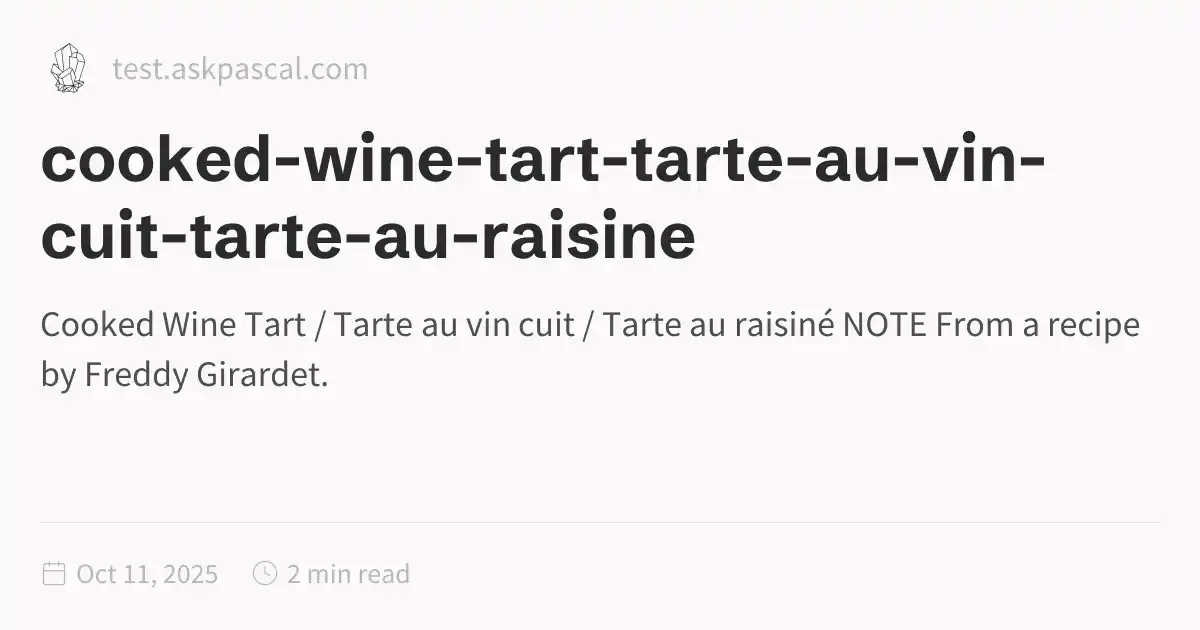 test.askpascal.com
cooked-wine-tart-tarte-au-vin-
cuit-tarte-au-raisine
Cooked Wine Tart / Tarte au vin cuit / Tarte au raisiné NOTE From a recipe
by Freddy Girardet.
Oct 11, 2025 2 min read